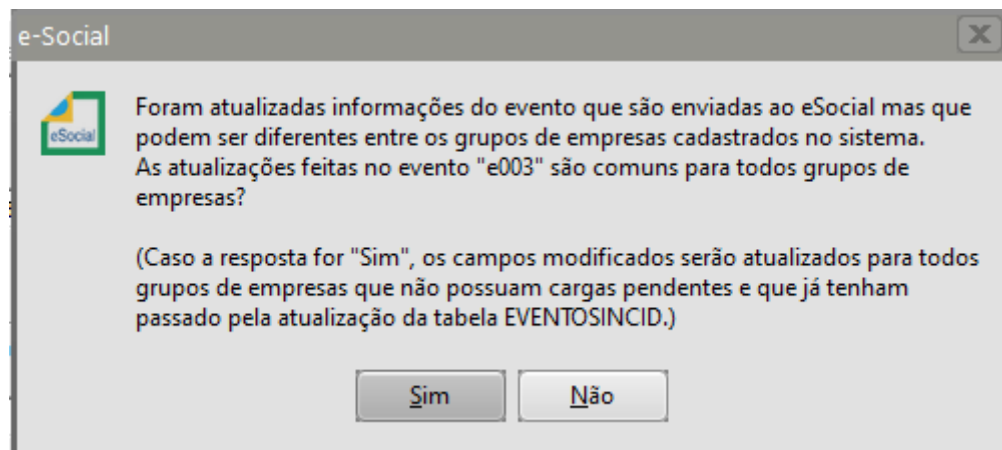 e-Social
eSocial
Foram atualizadas informações do evento que são enviadas ao eSocial mas que
podem ser diferentes entre os grupos de empresas cadastrados no sistema.
As atualizações feitas no evento "e003" são comuns para todos grupos de
empresas?
(Caso a resposta for "Sim", os campos modificados serão atualizados para todos
grupos de empresas que não possuam cargas pendentes e que já tenham
passado pela atualização da tabela EVENTOSINCID.)
Sim
Não